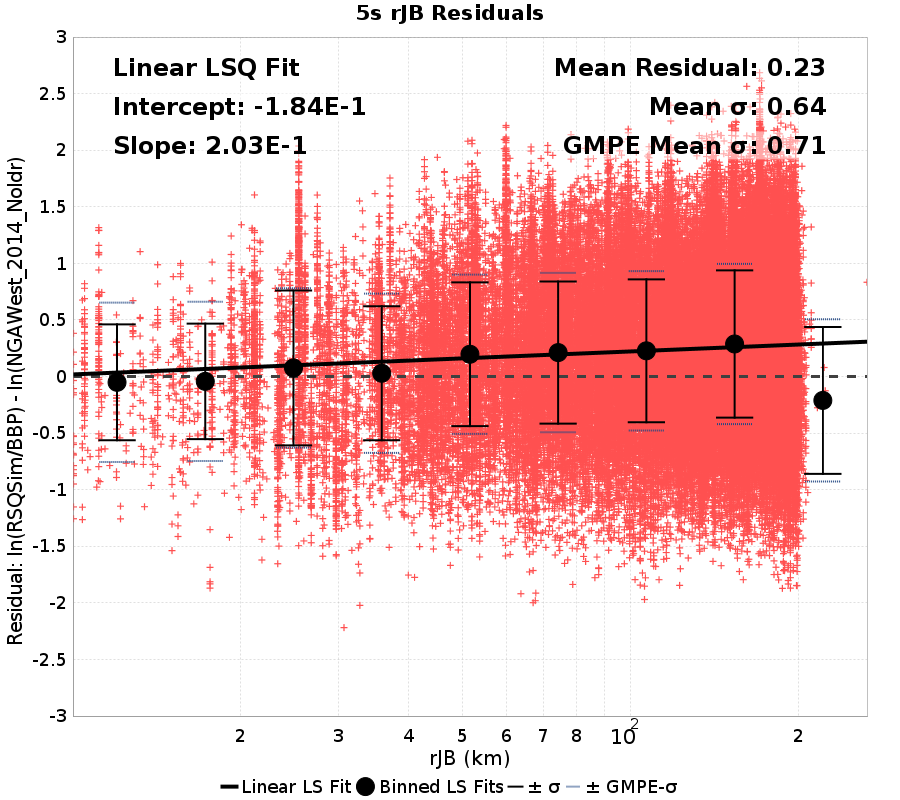 5s rJB Residuals
Linear LSQ Fit
Intercept: -1.84E-1
Slope: 2.03E-1
Mean Residual: 0.23
Mean σ: 0.64
GMPE Mean σ: 0.71
Residual: ln(RSQSim/BBP) - ln(NGAWest_2014_NoIdr)
3
2.5
2
1.5
1
0.5
0
-0.5
-1
-1.5
-2
-2.5
-3
2 3 4 5 6 7 8 10² 2
rJB (km)
Linear LS Fit Binned LS Fits ± σ ± GMPE-σ